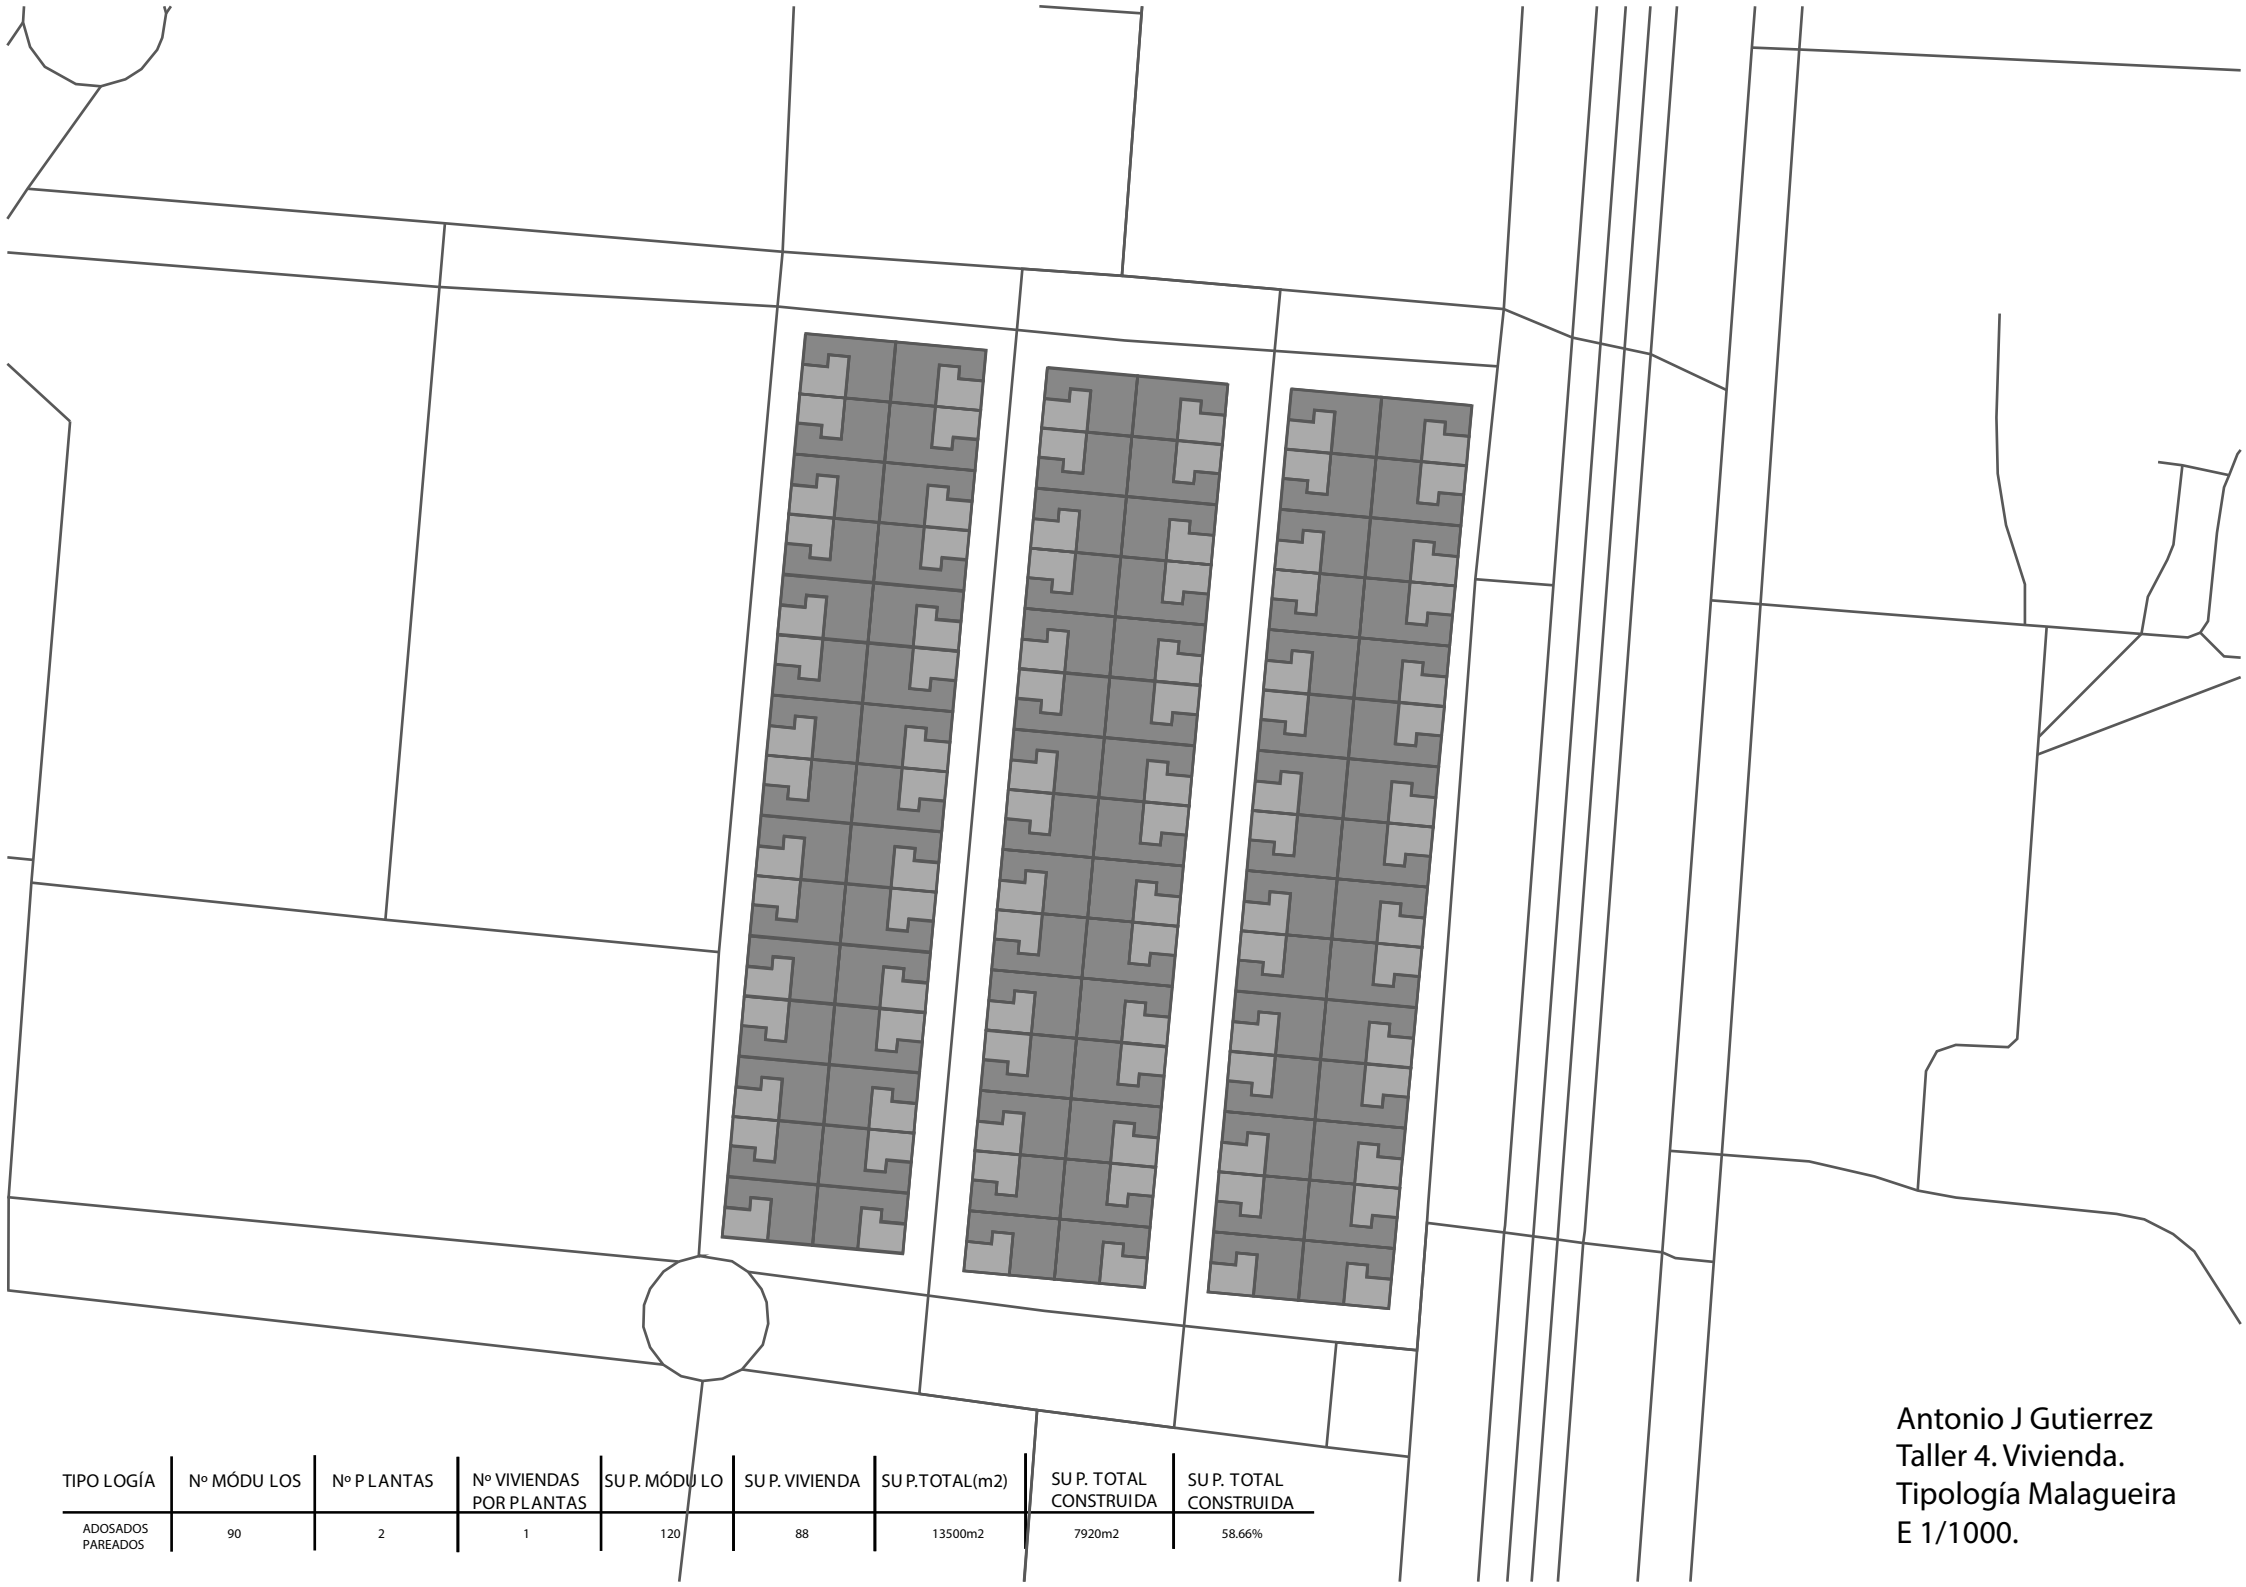 TIPO LOGÍA Nº MÓDU LOS Nº P LANTAS Nº VIVIENDAS POR PLANTAS SU P. MÓDU LO SU P. VIVIENDA SU P.TOTAL(m2) SU P. TOTAL CONSTRUIDA SU P. TOTAL CONSTRUIDA
ADOSADOS PAREADOS 90 2 1 120 88 13500m2 7920m2 58.66%
Antonio J Gutierrez
Taller 4. Vivienda.
Tipología Malagueira
E 1/1000.